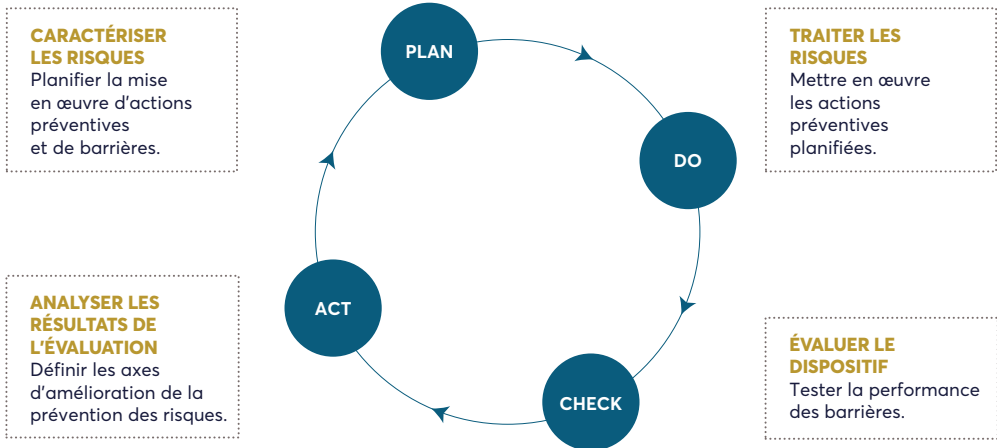 CARACTÉRISER
LES RISQUES
Planifier la mise
en œuvre d'actions
préventives
et de barrières.
PLAN
TRAITER LES
RISQUES
Mettre en œuvre
les actions
préventives
planifiées.
DO
ANALYSER LES
RÉSULTATS DE
L'ÉVALUATION
Définir les axes
d'amélioration de la
prévention des risques.
ACT
CHECK
ÉVALUER LE
DISPOSITIF
Tester la performance
des barrières.